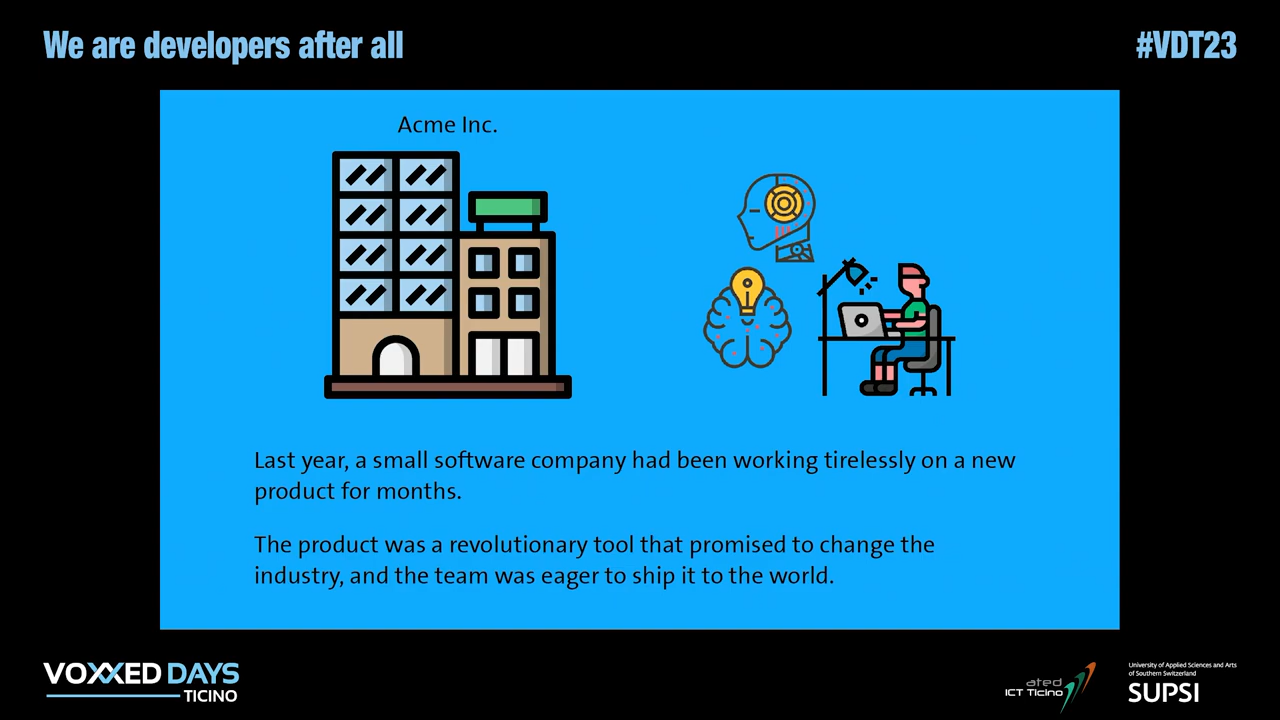 We are developers after all
#VDT23
Acme Inc.
Last year, a small software company had been working tirelessly on a new
product for months.
The product was a revolutionary tool that promised to change the
industry, and the team was eager to ship it to the world.
VOXXED DAYS
TICINO
ated
ICT Ticino
University of Applied Sciences and Arts
of Southern Switzerland
SUPSI